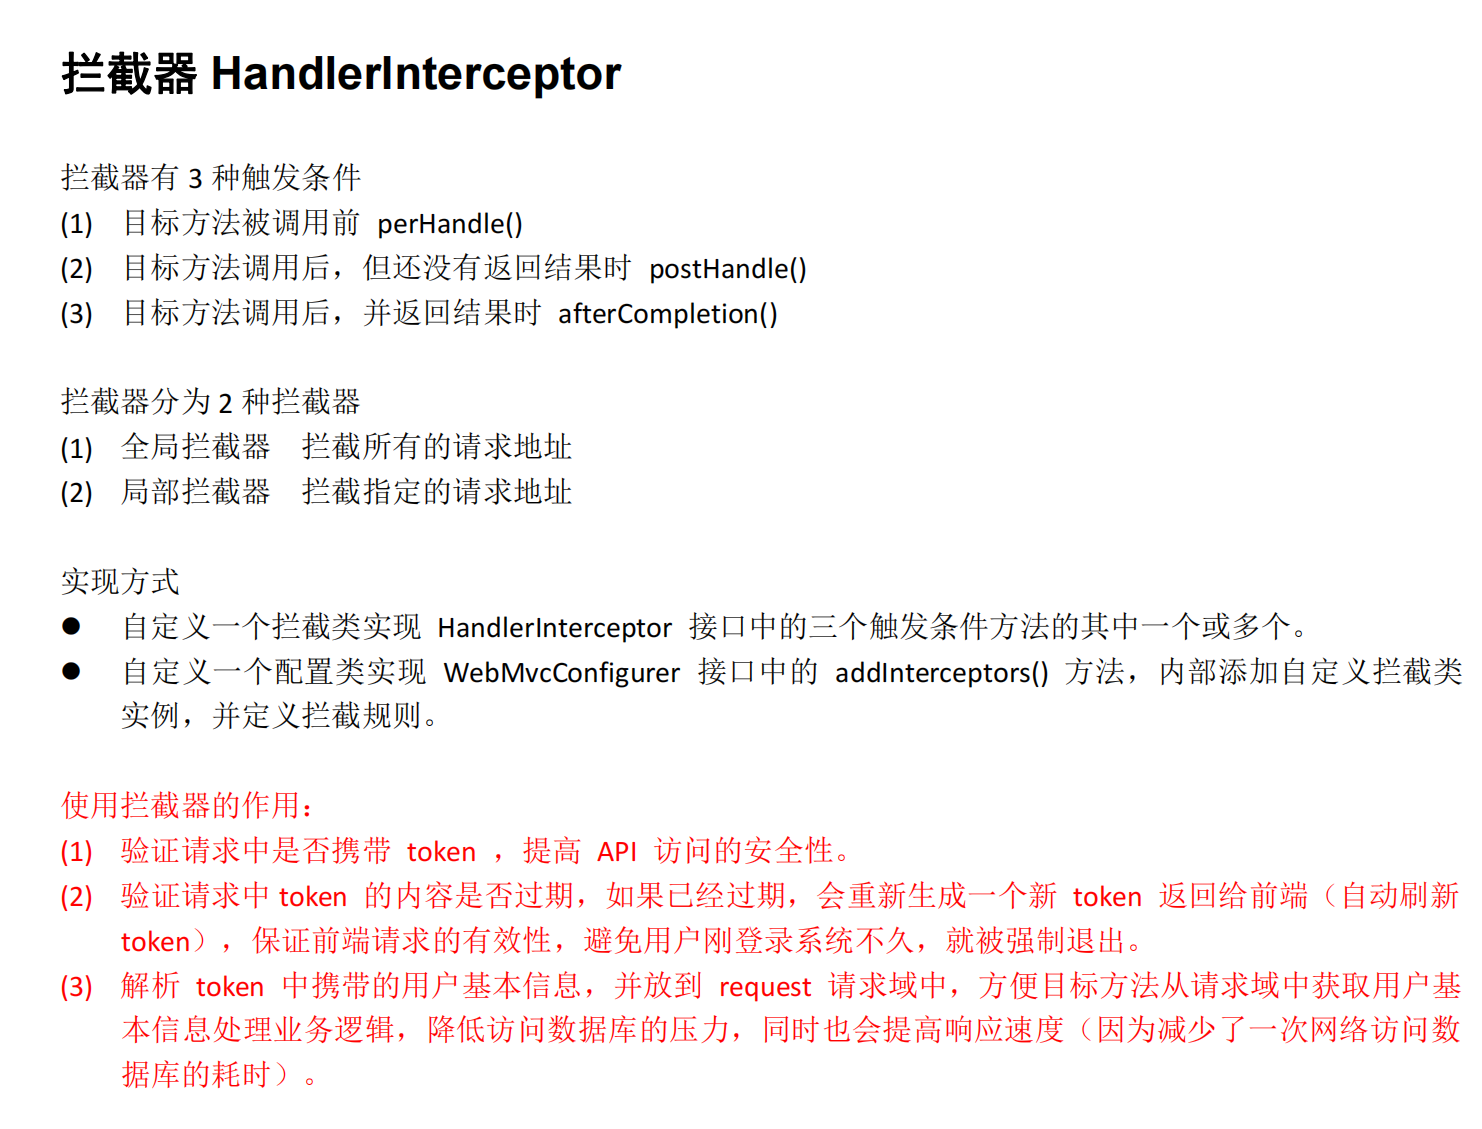 拦截器 HandlerInterceptor
拦截器有 3 种触发条件
(1) 目标方法被调用前 perHandle()
(2) 目标方法调用后，但还没有返回结果时 postHandle()
(3) 目标方法调用后，并返回结果时 afterCompletion()
拦截器分为 2 种拦截器
(1) 全局拦截器 拦截所有的请求地址
(2) 局部拦截器 拦截指定的请求地址
实现方式
● 自定义一个拦截类实现 HandlerInterceptor 接口中的三个触发条件方法的其中一个或多个。
● 自定义一个配置类实现 WebMvcConfigurer 接口中的 addInterceptors() 方法，内部添加自定义拦截类
实例，并定义拦截规则。
使用拦截器的作用：
(1) 验证请求中是否携带 token ，提高 API 访问的安全性。
(2) 验证请求中 token 的内容是否过期，如果已经过期，会重新生成一个新 token 返回给前端（自动刷新
token），保证前端请求的有效性，避免用户刚登录系统不久，就被强制退出。
(3) 解析 token 中携带的用户基本信息，并放到 request 请求域中，方便目标方法从请求域中获取用户基
本信息处理业务逻辑，降低访问数据库的压力，同时也会提高响应速度（因为减少了一次网络访问数
据库的耗时）。